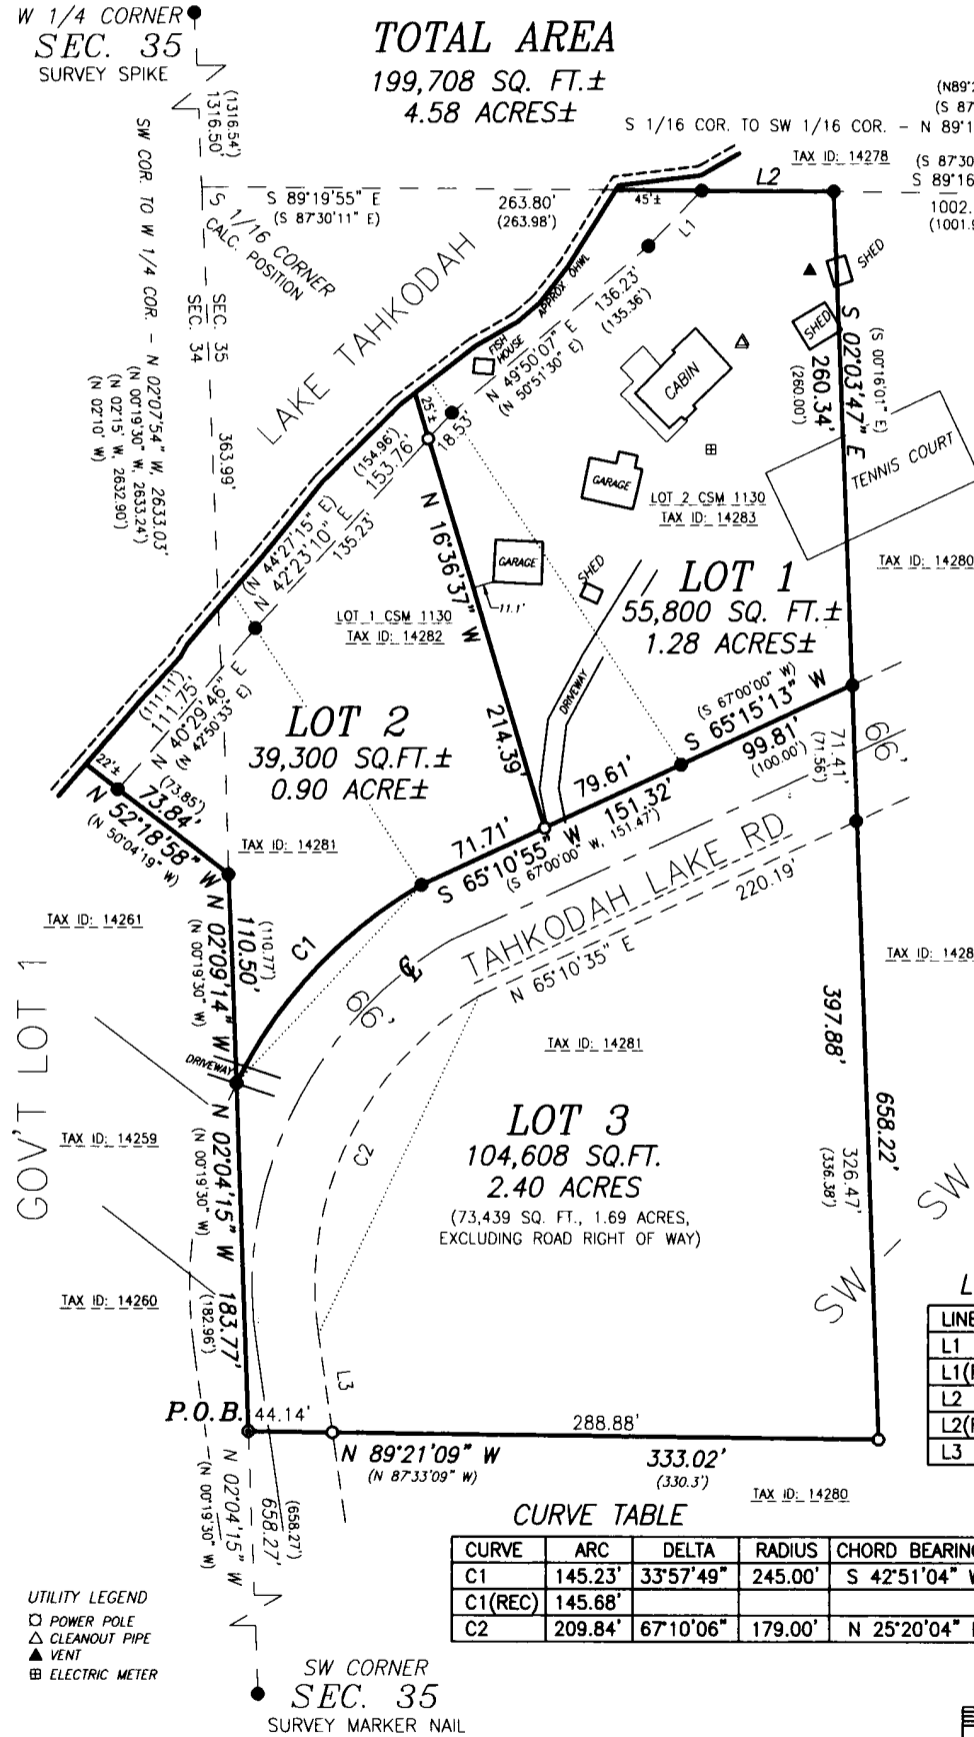 W 1/4 CORNER
SEC. 35
SURVEY SPIKE
TOTAL AREA
199,708 SQ. FT.±
4.58 ACRES±
S 1/16 COR. TO SW 1/16 COR. - N 89°1
TAX ID: 14278
(S 87°30
S 89°16
1002.
L2
45'±
L1
(1316.54')
1316.50'
SW COR. TO W 1/4 COR. - N 02°07'54" W, 2633.03'
(N 00°19'30" W, 2633.24')
(N 02°15' W, 2632.90')
(N 02°10' W)
S 89°19'55" E
(S 87°30'11" E)
263.80'
(263.98')
S 1/16 CORNER
CALC. POSITION
SEC. 35
SEC. 34
363.99'
LAKE TAHKODAH
APPROX OHWL
FISH HOUSE
136.23'
(135.36')
N 49°50'07" E
(N 50°51'30" E)
18.53'
25'±
SHED
SHED
CABIN
GARAGE
(S 00°16'01" E)
S 02°03'47" E
260.34'
(260.00')
TENNIS COURT
LOT 2 CSM 1130
TAX ID: 14283
TAX ID: 14280
(154.96')
153.76'
(N 44°27'15" E)
N 42°23'10" E
135.23'
N 16°36'37" W
214.39'
GARAGE
11.1'
SHED
LOT 1 CSM 1130
TAX ID: 14282
LOT 1
55,800 SQ. FT.±
1.28 ACRES±
DRIVEWAY
(111.11')
111.75'
N 40°29'46" E
(N 42°50'33" E)
LOT 2
39,300 SQ.FT.±
0.90 ACRE±
(S 67°00'00" W)
S 65°15'13" W
99.81'
(100.00')
79.61'
71.71'
151.32'
S 65°10'55" W
(S 67°00'00" W, 151.47')
71.41'
(71.56')
66'
22'±
(73.85')
73.84'
N 52°18'58" W
(N 50°04'19" W)
TAX ID: 14281
TAX ID: 14261
(110.77')
110.50'
N 02°09'14" W
(N 00°19'30" W)
C1
66'
℄
TAHKODAH LAKE RD
220.19'
N 65°10'35" E
TAX ID: 1428
397.88'
TAX ID: 14281
DRIVEWAY
GOV'T LOT 1
TAX ID: 14259
TAX ID: 14260
N 02°04'15" W
(N 00°19'30" W)
183.77'
(182.96')
C2
L3
LOT 3
104,608 SQ.FT.
2.40 ACRES
(73,439 SQ. FT., 1.69 ACRES,
EXCLUDING ROAD RIGHT OF WAY)
658.22'
326.47'
(336.38')
SW - SW
P.O.B.
44.14'
288.88'
N 89°21'09" W
(N 87°33'09" W)
333.02'
(330.3')
TAX ID: 14280
N 02°04'15" W
(N 00°19'30" W)
(658.27')
658.27'
L
LINE
L1
L1(R
L2
L2(R
L3
CURVE TABLE
CURVE ARC DELTA RADIUS CHORD BEARING
C1 145.23' 33°57'49" 245.00' S 42°51'04" W
C1(REC) 145.68'
C2 209.84' 67°10'06" 179.00' N 25°20'04"
UTILITY LEGEND
POWER POLE
CLEANOUT PIPE
VENT
ELECTRIC METER
SW CORNER
SEC. 35
SURVEY MARKER NAIL